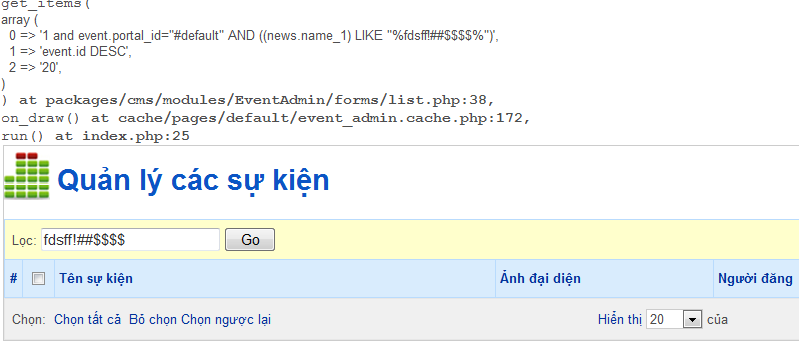 get_items(
array (
0 => '1 and event.portal_id="#default" AND ((news.name_1) LIKE "%fdsff!##$$$$%")',
1 => 'event.id DESC',
2 => '20',
)
) at packages/cms/modules/EventAdmin/forms/list.php:38,
on_draw() at cache/pages/default/event_admin.cache.php:172,
run() at index.php:25
Quản lý các sự kiện
Lọc: fdsff!##$$$$ Go
# Tên sự kiện Ảnh đại diện Người đăng
Chọn: Chọn tất cả Bỏ chọn Chọn ngược lại Hiển thị 20 của